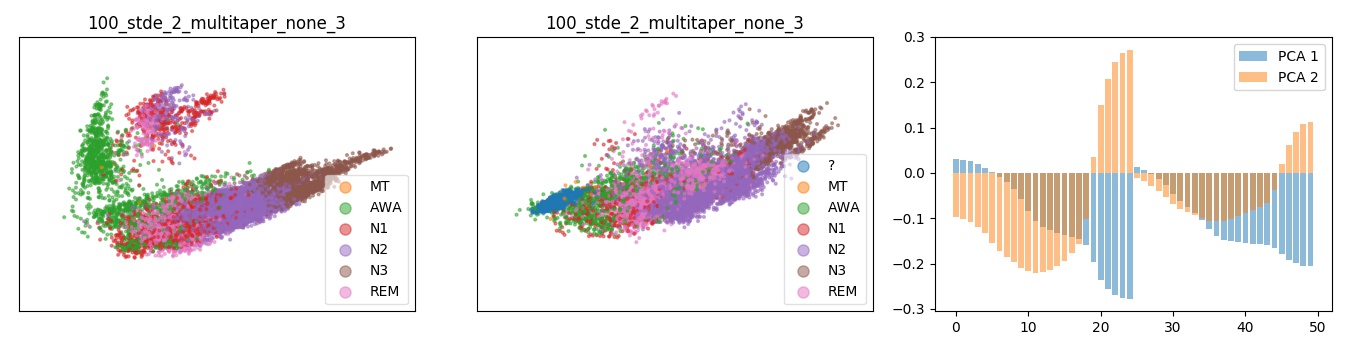 100_stde_2_multitaper_none_3
MT
AWA
N1
N2
N3
REM
100_stde_2_multitaper_none_3
?
MT
AWA
N1
N2
N3
REM
PCA 1
PCA 2
0.3
0.2
0.1
0.0
−0.1
−0.2
−0.3
0 10 20 30 40 50